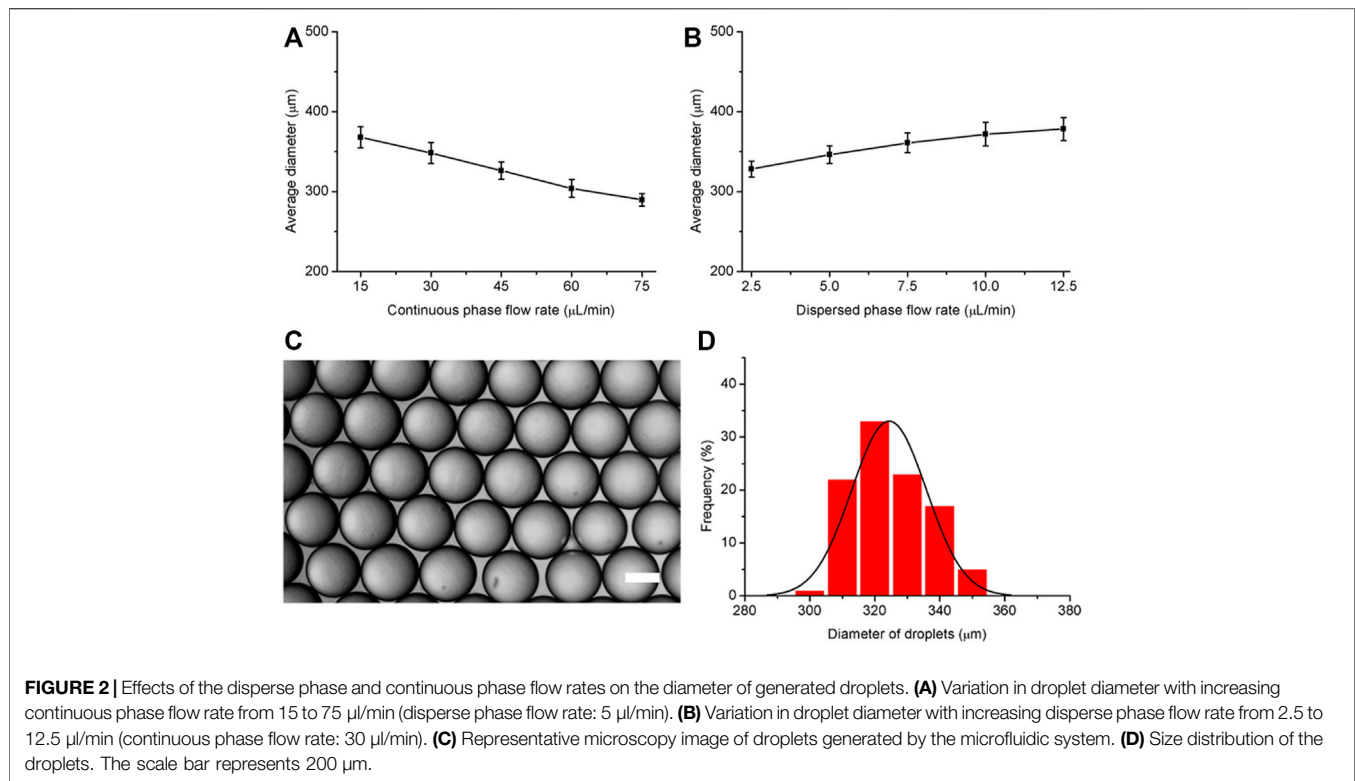 A
500
400
300
200
Average diameter (μm)
15 30 45 60 75
Continuous phase flow rate (μL/min)
B
500
400
300
200
Average diameter (μm)
2.5 5.0 7.5 10.0 12.5
Dispersed phase flow rate (μL/min)
C
D
40
30
20
10
0
Frequency (%)
280 300 320 340 360 380
Diameter of droplets (μm)
FIGURE 2 | Effects of the disperse phase and continuous phase flow rates on the diameter of generated droplets. (A) Variation in droplet diameter with increasing
continuous phase flow rate from 15 to 75 μl/min (disperse phase flow rate: 5 μl/min). (B) Variation in droplet diameter with increasing disperse phase flow rate from 2.5 to
12.5 μl/min (continuous phase flow rate: 30 μl/min). (C) Representative microscopy image of droplets generated by the microfluidic system. (D) Size distribution of the
droplets. The scale bar represents 200 μm.